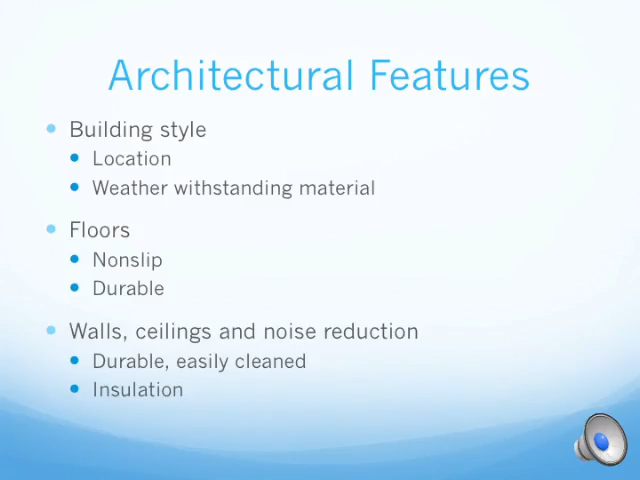 Architectural Features
Building style
Location
Weather withstanding material
Floors
Nonslip
Durable
Walls, ceilings and noise reduction
Durable, easily cleaned
Insulation